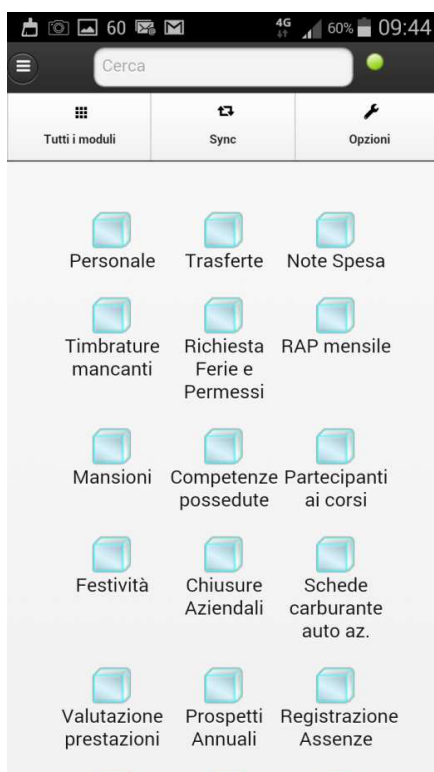 60 4G 60% 09:44
Cerca
Tutti i moduli Sync Opzioni
Personale Trasferte Note Spesa
Timbrature Richiesta RAP mensile
mancanti Ferie e
Permessi
Mansioni Competenze Partecipanti
possedute ai corsi
Festività Chiusure Schede
Aziendali carburante
auto az.
Valutazione Prospetti Registrazione
prestazioni Annuali Assenze